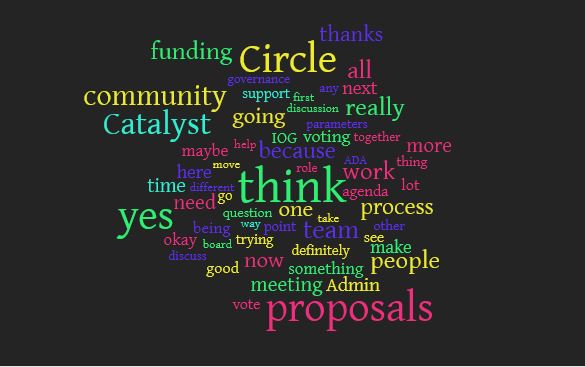 thanks
funding
Circle
all
governance
community
support
first
any
next
discussion
really
Catalyst
going
parameters
IOG
voting
together
maybe
help
because
more
move
role
ADA
thing
here
think
work
time
different
go
agenda
lot
need
yes
question
one
take
process
being
way
point
team
other
okay
board
trying
see
definitely
make
discuss
good
now
something
people
meeting
Admin
vote
proposals